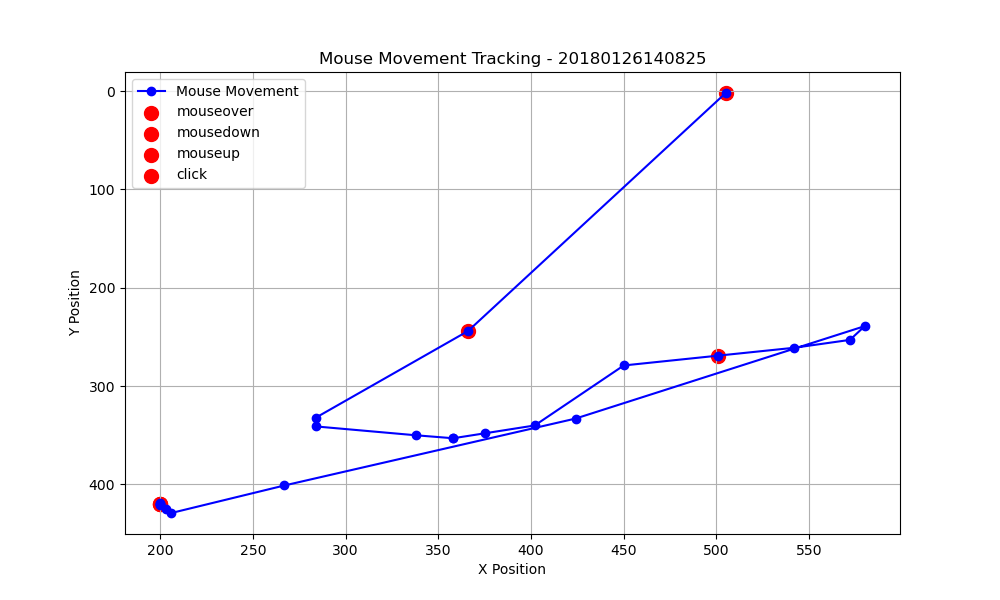 Mouse Movement Tracking - 20180126140825
Mouse Movement
mouseover
mousedown
mouseup
click
0
100
200
300
400
Y Position
200 250 300 350 400 450 500 550
X Position